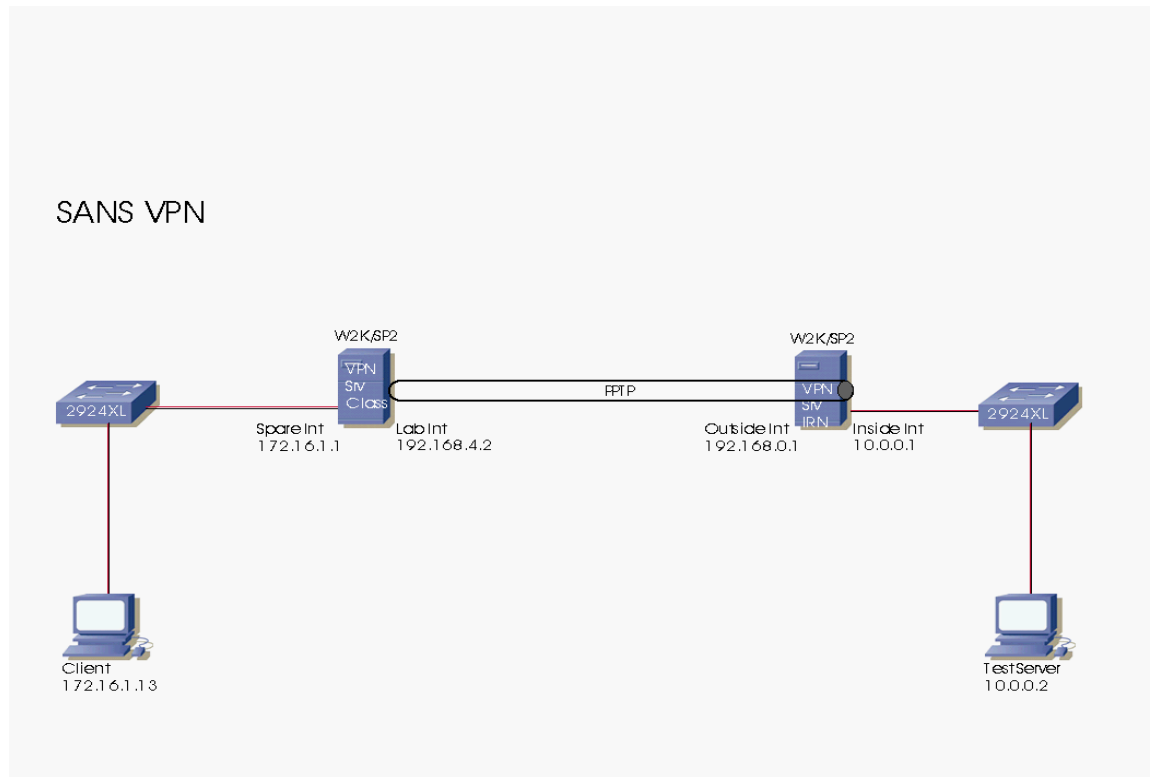 SANS VPN
W2K/SP2
W2K/SP2
VPN
Srv
Class
PPTP
VPN
Srv
IRN
2924XL
2924XL
Spare Int
172.16.1.1
Lab Int
192.168.4.2
Outside Int
192.168.0.1
Inside Int
10.0.0.1
Client
172.16.1.13
TestServer
10.0.0.2